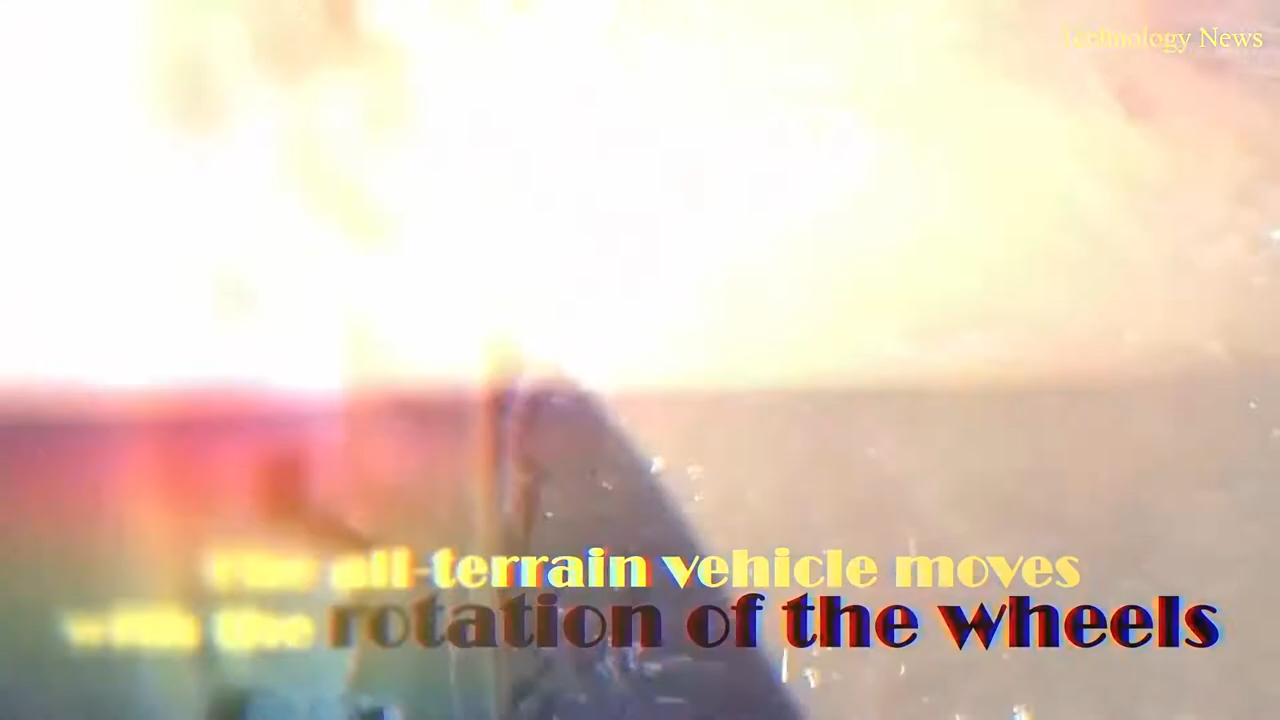 Technology News
The all-terrain vehicle moves
with the rotation of the wheels